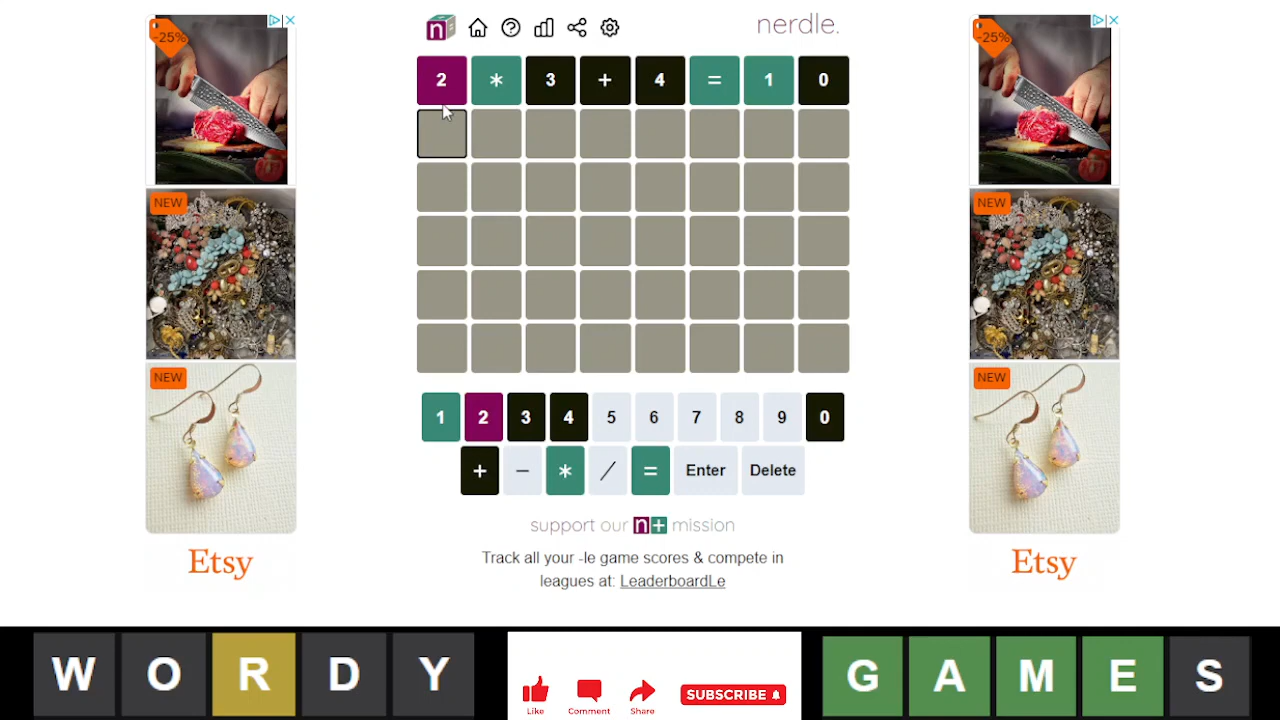 -25%
nerdle.
-25%
2 * 3 + 4 = 1 0
NEW
NEW
1 2 3 4 5 6 7 8 9 0
+ − * / = Enter Delete
NEW
NEW
support our n+ mission
Track all your -le game scores & compete in
leagues at: LeaderboardLe
Etsy
Etsy
WORDY
GAMES
Like
Comment
Share
SUBSCRIBE